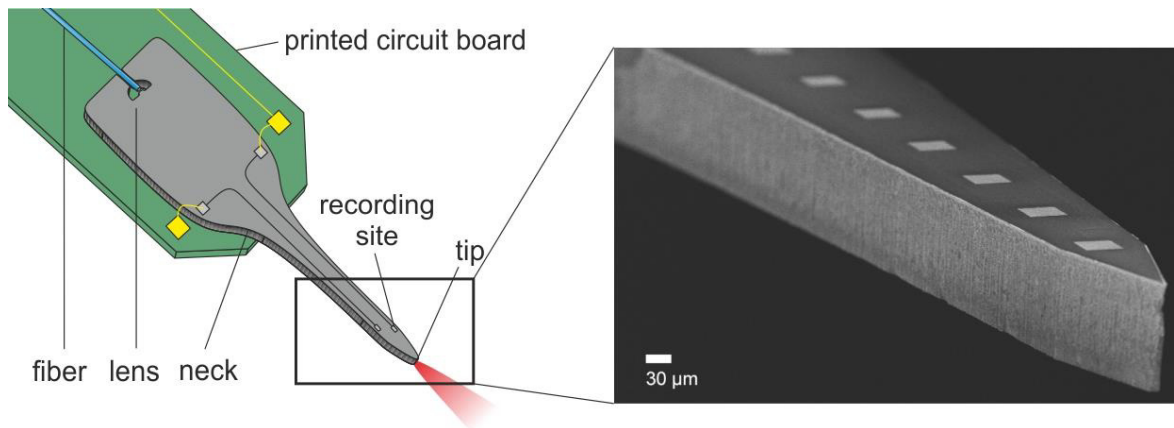 printed circuit board
recording
site
tip
fiber lens neck
30 μm